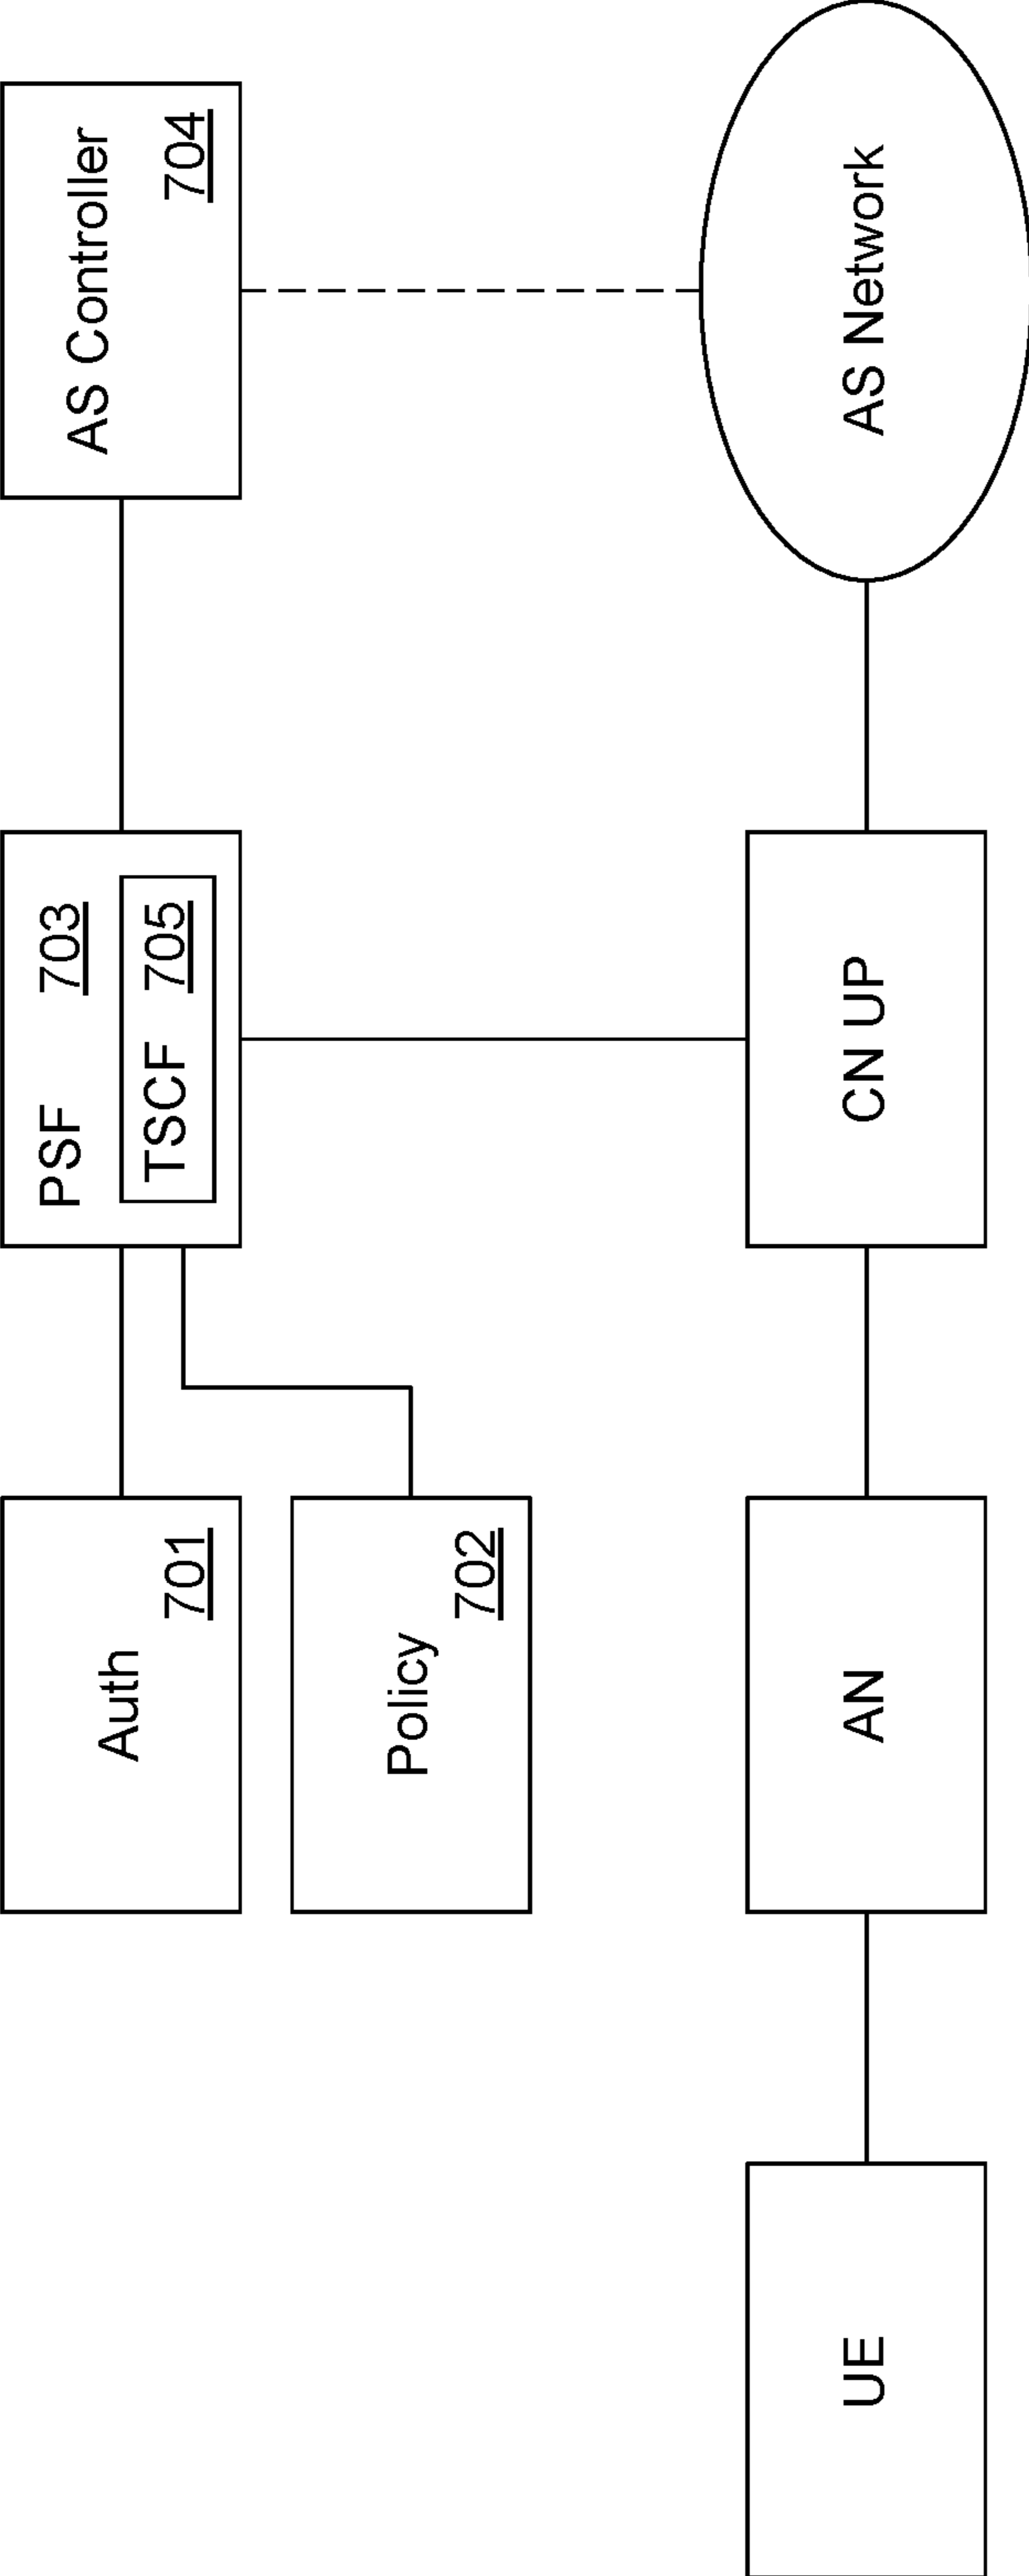 Auth
701
Policy
702
PSF 703
TSCF 705
AS Controller
704
UE
AN
CN UP
AS Network